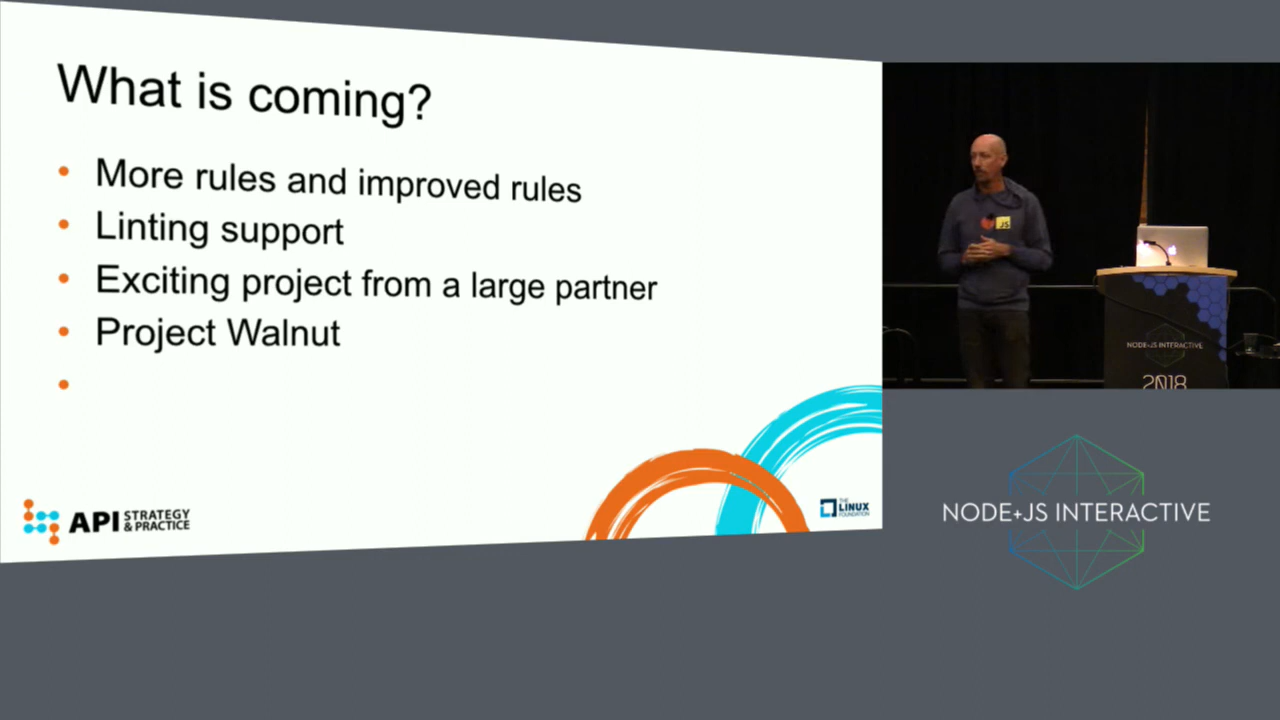 What is coming?
• More rules and improved rules
• Linting support
• Exciting project from a large partner
• Project Walnut
•
API STRATEGY & PRACTICE
THE LINUX FOUNDATION
JS
NODE+JS INTERACTIVE
2018
NODE+JS INTERACTIVE